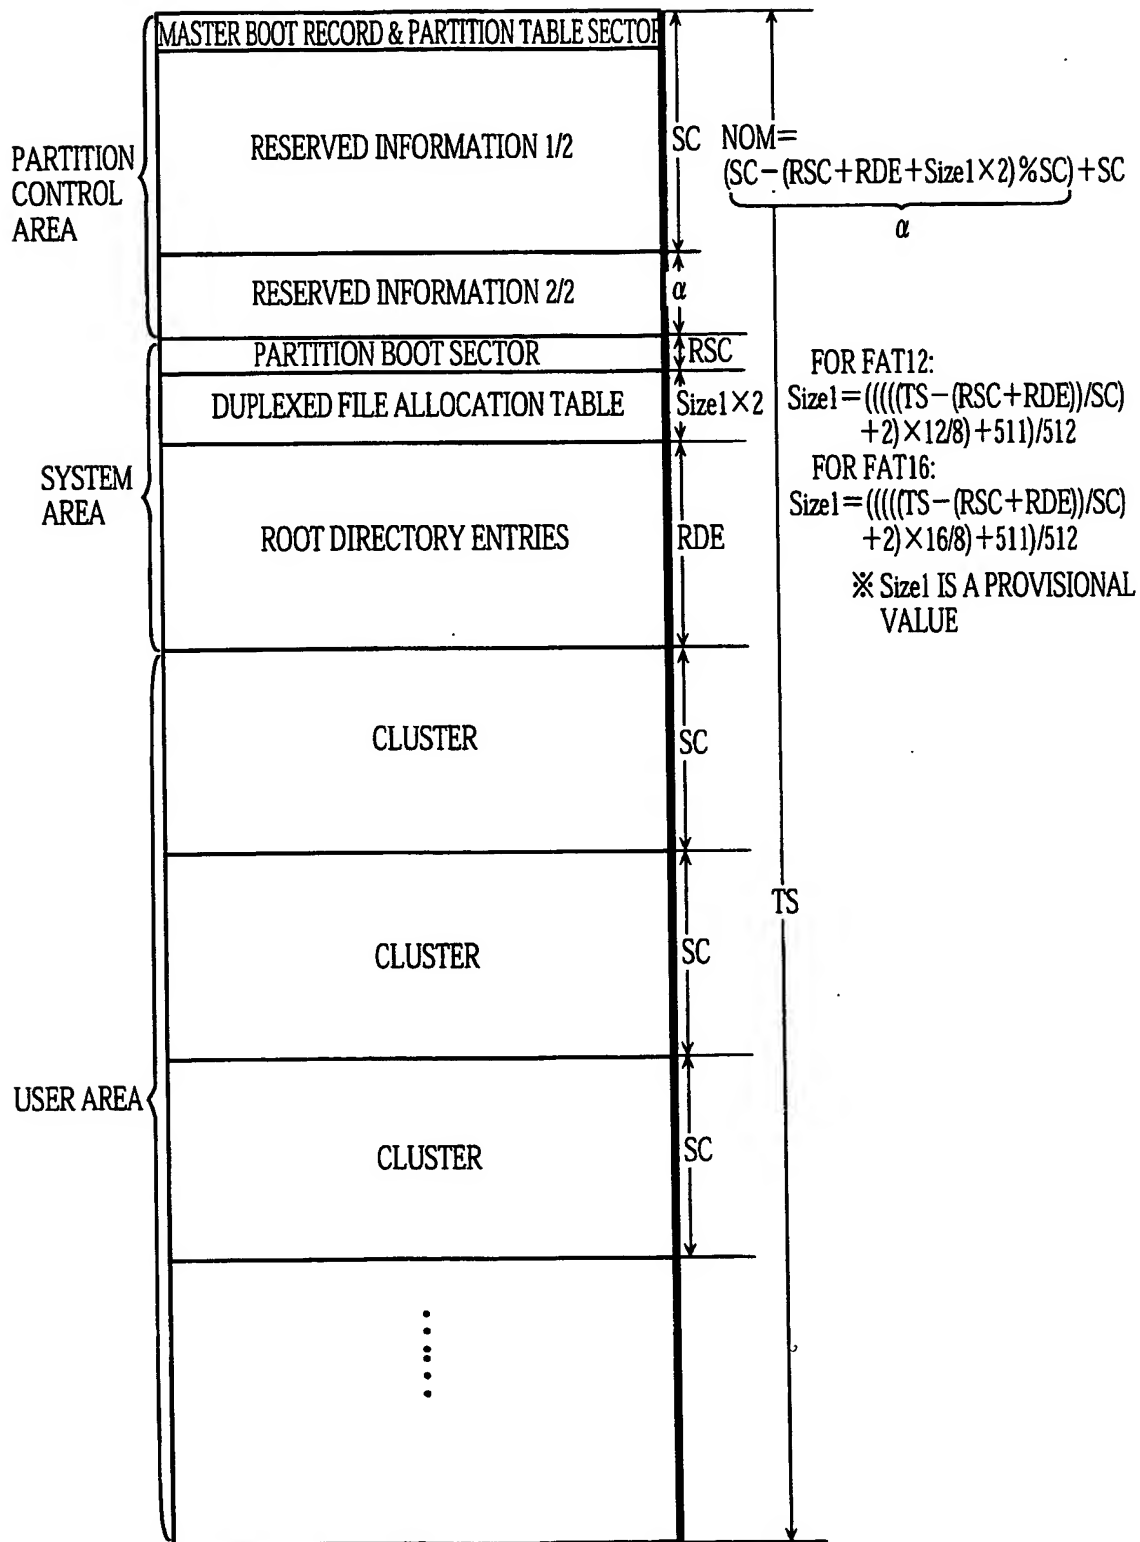 MASTER BOOT RECORD & PARTITION TABLE SECTOR
RESERVED INFORMATION 1/2
SC
NOM=
(SC-(RSC+RDE+Size1×2)%SC)+SC
α
PARTITION
CONTROL
AREA
RESERVED INFORMATION 2/2
α
PARTITION BOOT SECTOR
RSC
DUPLEXED FILE ALLOCATION TABLE
Size1×2
FOR FAT12:
Size1=(((((TS-(RSC+RDE))/SC)
+2)×12/8)+511)/512
FOR FAT16:
Size1=(((((TS-(RSC+RDE))/SC)
+2)×16/8)+511)/512
※ Size1 IS A PROVISIONAL
VALUE
SYSTEM
AREA
ROOT DIRECTORY ENTRIES
RDE
CLUSTER
SC
TS
CLUSTER
SC
USER AREA
CLUSTER
SC